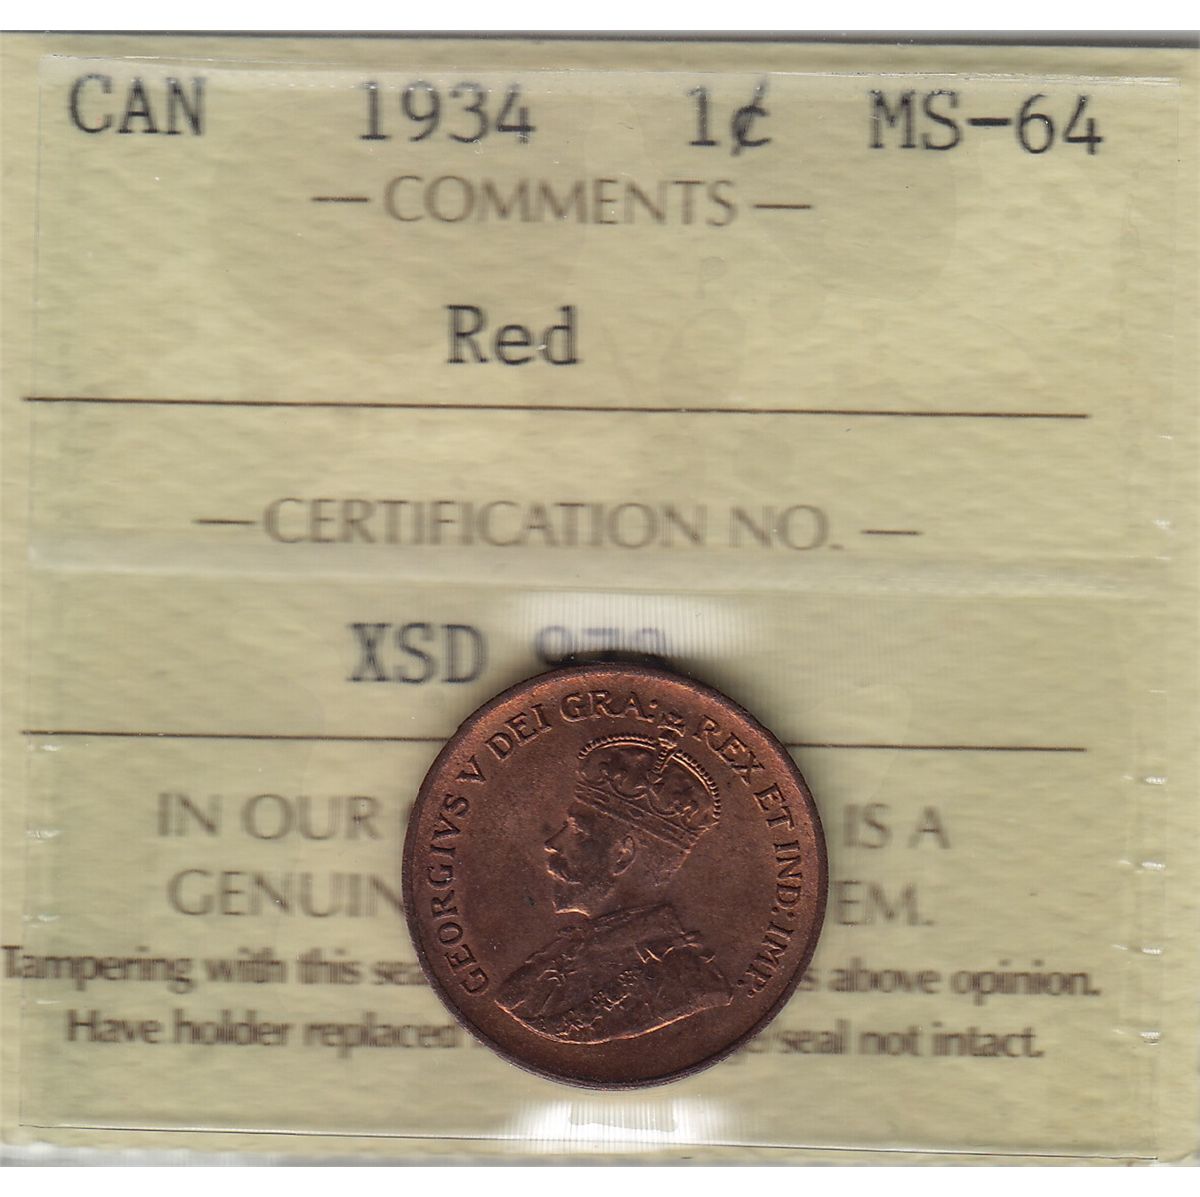 CAN 1934 1¢ MS-64
— COMMENTS —
Red
— CERTIFICATION NO. —
XSD
IN OUR IS A
GENUIN EM.
Tampering with this sea s above opinion.
Have holder replaced seal not intact.
GEORGIVS V DEI GRA: REX ET IND: IMP: